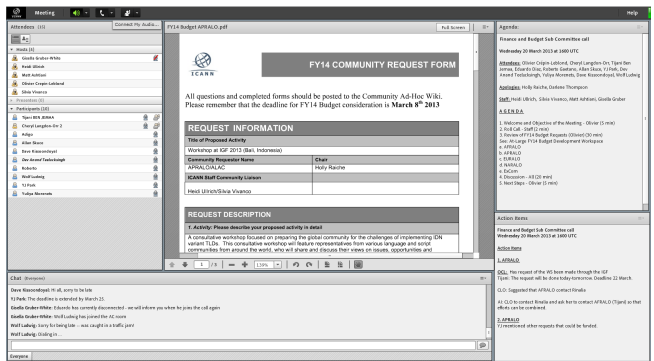 Meeting
Help
Connect My Audio...
Attendees (15)
Hosts (5)
Gisella Gruber-White
Heidi Ullrich
Matt Ashtiani
Olivier Crépin-Leblond
Silvia Vivanco
Presenters (0)
Participants (10)
Tijani BEN JEMAA
Cheryl Langdon-Orr 2
Adigo
Allan Skuce
Dave Kissoondoyal
Dev Anand Teelucksingh
Roberto
Wolf Ludwig
YJ Park
Yuliya Morenets
FY14 Budget APRALO.pdf
Full Screen
ICANN
FY14 COMMUNITY REQUEST FORM
All questions and completed forms should be posted to the Community Ad-Hoc Wiki.
Please remember that the deadline for FY14 Budget consideration is March 8th 2013
REQUEST INFORMATION
Title of Proposed Activity
Workshop at IGF 2013 (Bali, Indonesia)
Community Requestor Name
Chair
APRALO/ALAC
Holly Raiche
ICANN Staff Community Liaison
Heidi Ullrich/Silvia Vivanco
REQUEST DESCRIPTION
1. Activity: Please describe your proposed activity in detail
A consultative workshop focused on preparing the global community for the challenges of implementing IDN
variant TLDs. This consultative workshop will feature representatives from various language and script
communities from around the world, who will share and discuss their views on issues, opportunities and
1 / 5
139%
Agenda:
Finance and Budget Sub Committee call
Wednesday 20 March 2013 at 1600 UTC
Attendees: Olivier Crépin-Leblond, Cheryl Langdon-Orr, Tijani Ben
Jemaa, Eduardo Diaz, Roberto Gaetano, Allan Skuce, YJ Park, Dev
Anand Teelucksingh, Yuliya Morenets, Dave Kissoondoyal, Wolf Ludwig
Apologies: Holly Raiche, Darlene Thompson
Staff: Heidi Ullrich, Silvia Vivanco, Matt Ashtiani, Gisella Gruber
A G E N D A
1. Welcome and Objective of the Meeting - Olivier (5 min)
2. Roll Call - Staff (2 min)
3. Review of FY14 Budget Requests (Olivier) (30 min)
See: At-Large FY14 Budget Development Workspace
a. AFRALO
b. APRALO
c. EURALO
d. NARALO
e. ExCom
4. Discussion - All (20 min)
5. Next Steps - Olivier (5 min)
Action Items
Finance and Budget Sub Committee call
Wednesday 20 March 2013 at 1600 UTC
Action Items
1. AFRALO
OCL: Has request of the WS been made through the IGF
Tijani: The request will be done today-tomorrow. Deadline 22 March.
CLO: Suggested that AFRALO contact Rinalia
AI: CLO to contact Rinalia and ask her to contact AFRALO (Tijani) so that
efforts can be combined.
2. APRALO
YJ mentioned other requests that could be funded.
Chat (Everyone)
Dave Kissoondoyal: Hi all, sorry to be late
YJ Park: The deadline is extended by March 23.
Gisella Gruber-White: Eduardo has currently disconnected - we will inform you when he joins the call again
Gisella Gruber-White: Wolf Ludwig has joined the AC room
Wolf Ludwig: Sorry for being late -- was caught in a traffic jam!
Wolf Ludwig: Dialing in ...
Everyone